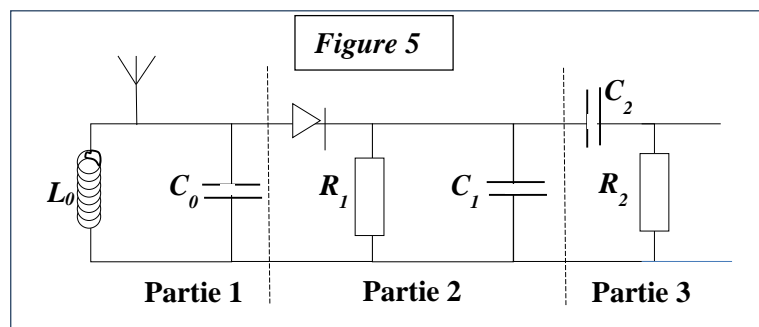 Figure 5
C₂
L₀ C₀ R₁ C₁ R₂
Partie 1 Partie 2 Partie 3